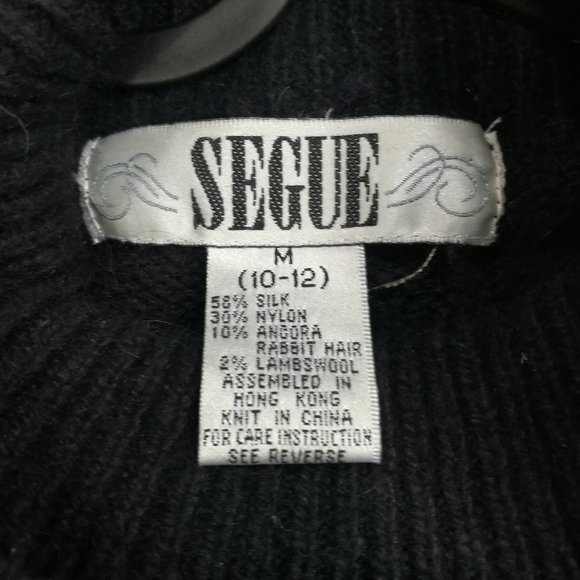 SEGUE
M
(10-12)
58% SILK
30% NYLON
10% ANGORA
RABBIT HAIR
2% LAMBSWOOL
ASSEMBLED IN
HONG KONG
KNIT IN CHINA
FOR CARE INSTRUCTION
SEE REVERSE